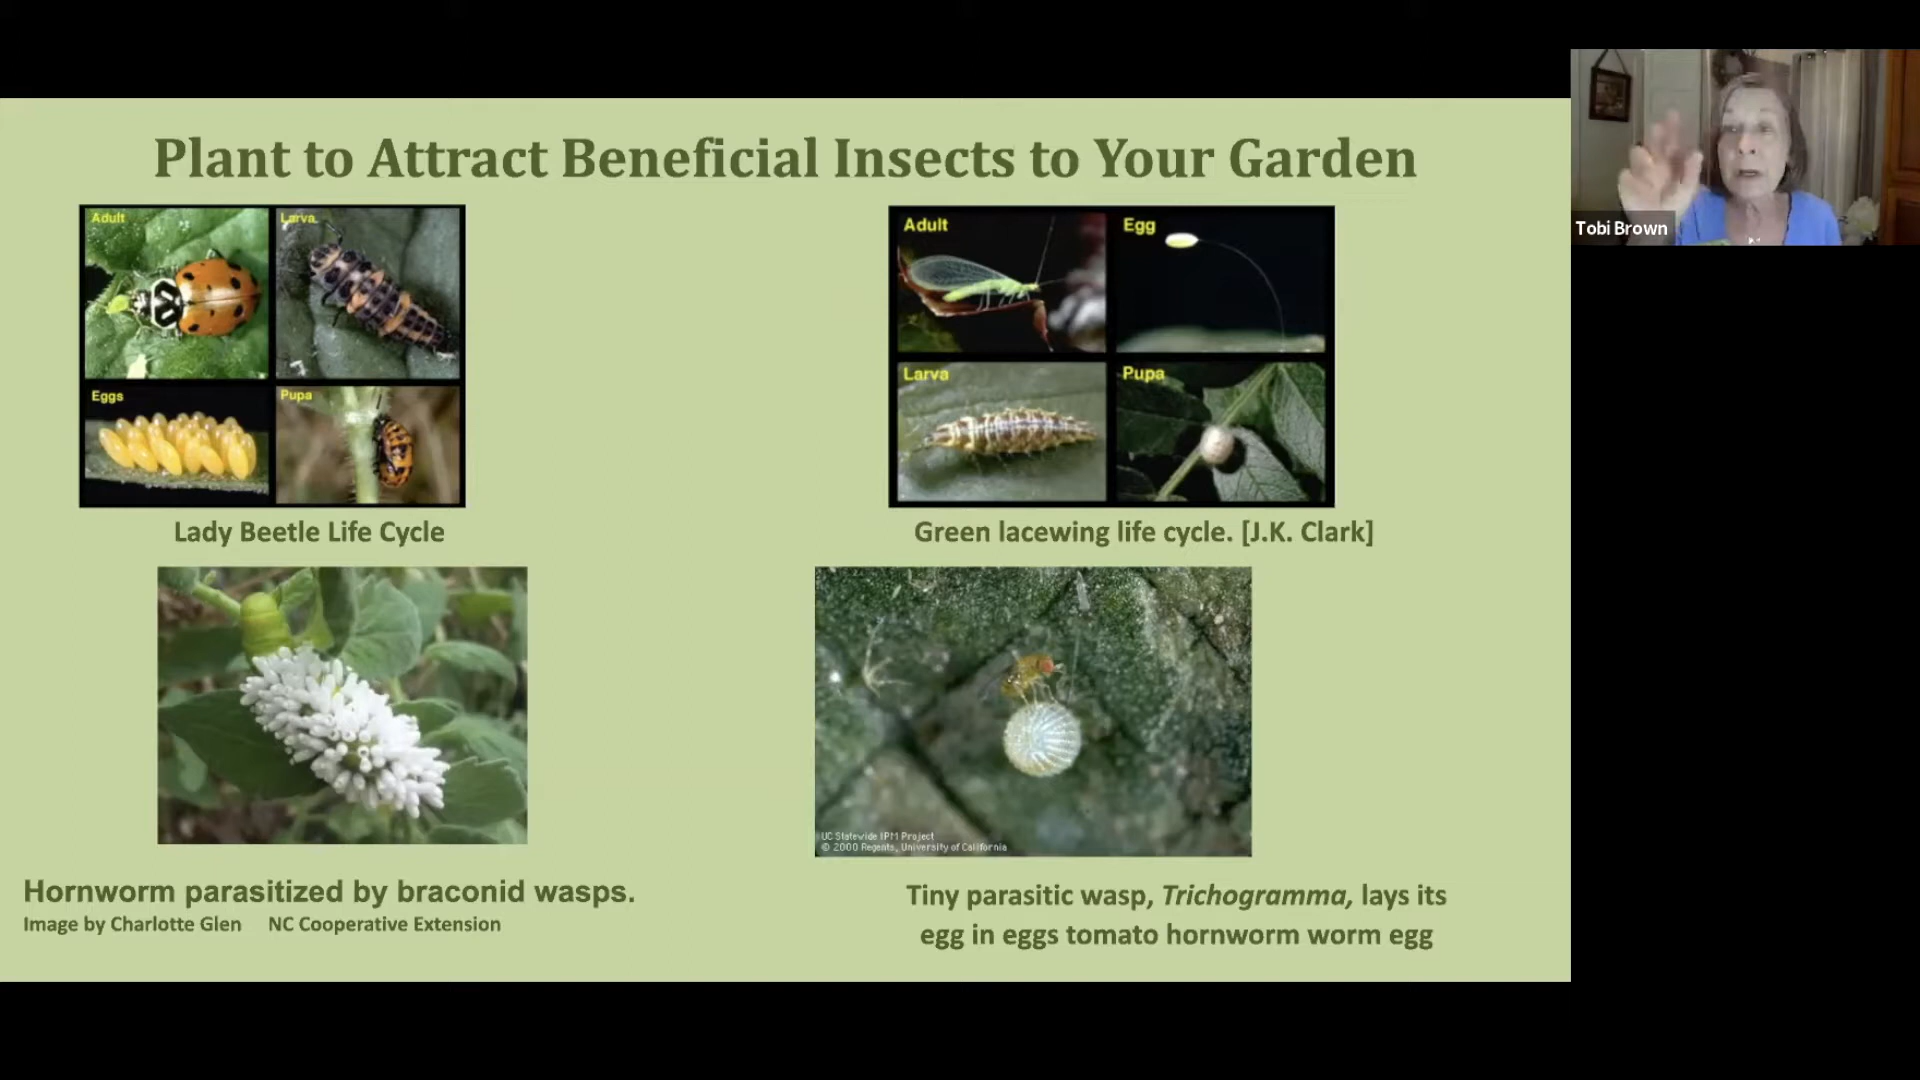 Plant to Attract Beneficial Insects to Your Garden
Adult
Larva
Eggs
Pupa
Lady Beetle Life Cycle
Adult
Egg
Larva
Pupa
Green lacewing life cycle. [J.K. Clark]
Tobi Brown
Hornworm parasitized by braconid wasps.
Image by Charlotte Glen NC Cooperative Extension
UC Statewide IPM Project
© 2000 Regents, University of California
Tiny parasitic wasp, Trichogramma, lays its
egg in eggs tomato hornworm worm egg